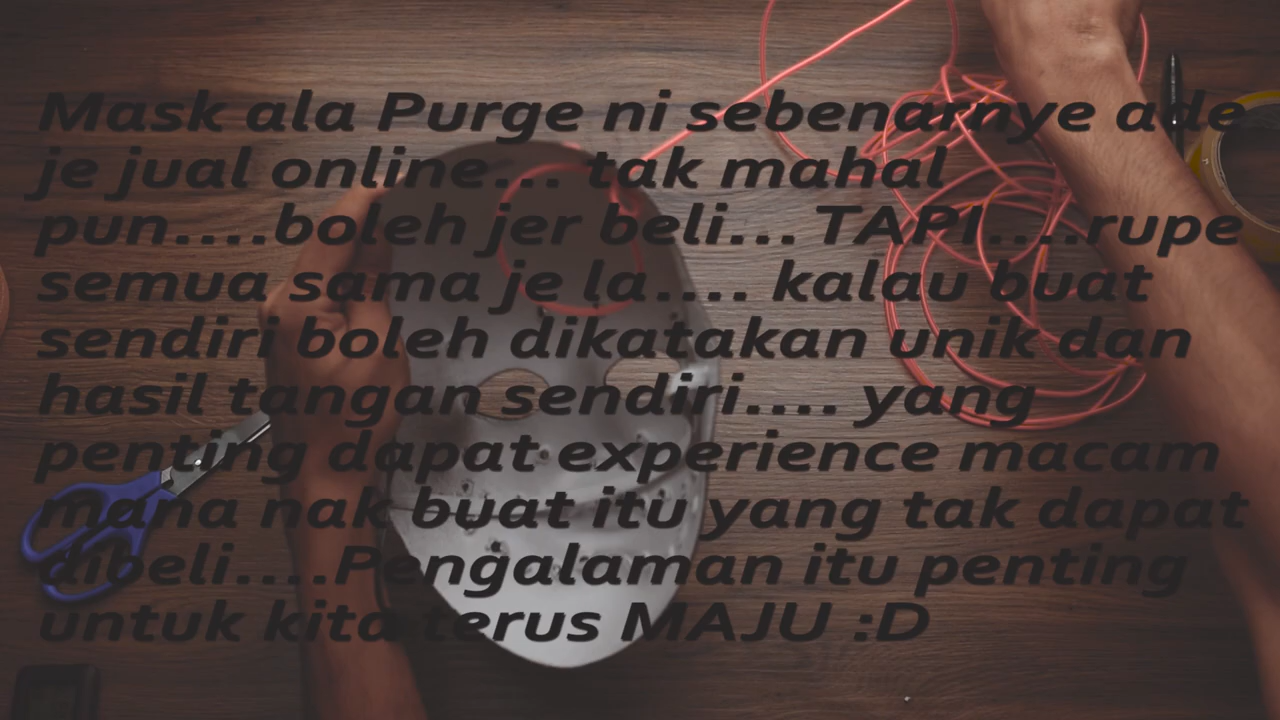 Mask ala Purge ni sebenarnye ade
je jual online... tak mahal
pun....boleh jer beli... TAPI....rupe
semua sama je la.... kalau buat
sendiri boleh dikatakan unik dan
hasil tangan sendiri.... yang
penting dapat experience macam
mana nak buat itu yang tak dapat
dibeli....Pengalaman itu penting
untuk kita terus MAJU :D